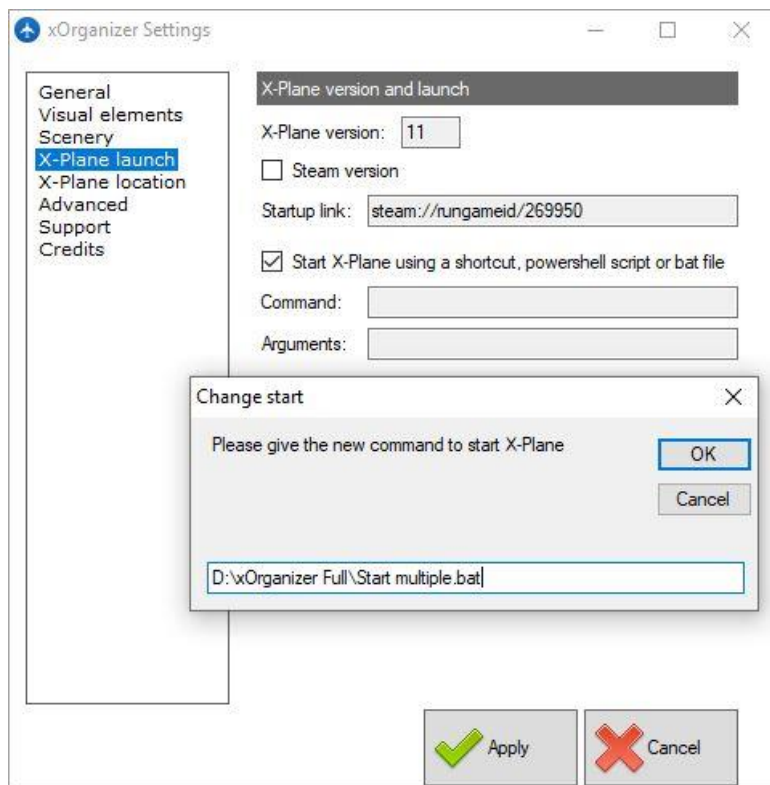 xOrganizer Settings
General
Visual elements
Scenery
X-Plane launch
X-Plane location
Advanced
Support
Credits
X-Plane version and launch
X-Plane version: 11
Steam version
Startup link: steam://rungameid/269950
Start X-Plane using a shortcut, powershell script or bat file
Command:
Arguments:
Change start
Please give the new command to start X-Plane
OK
Cancel
D:\xOrganizer Full\Start multiple.bat
Apply
Cancel